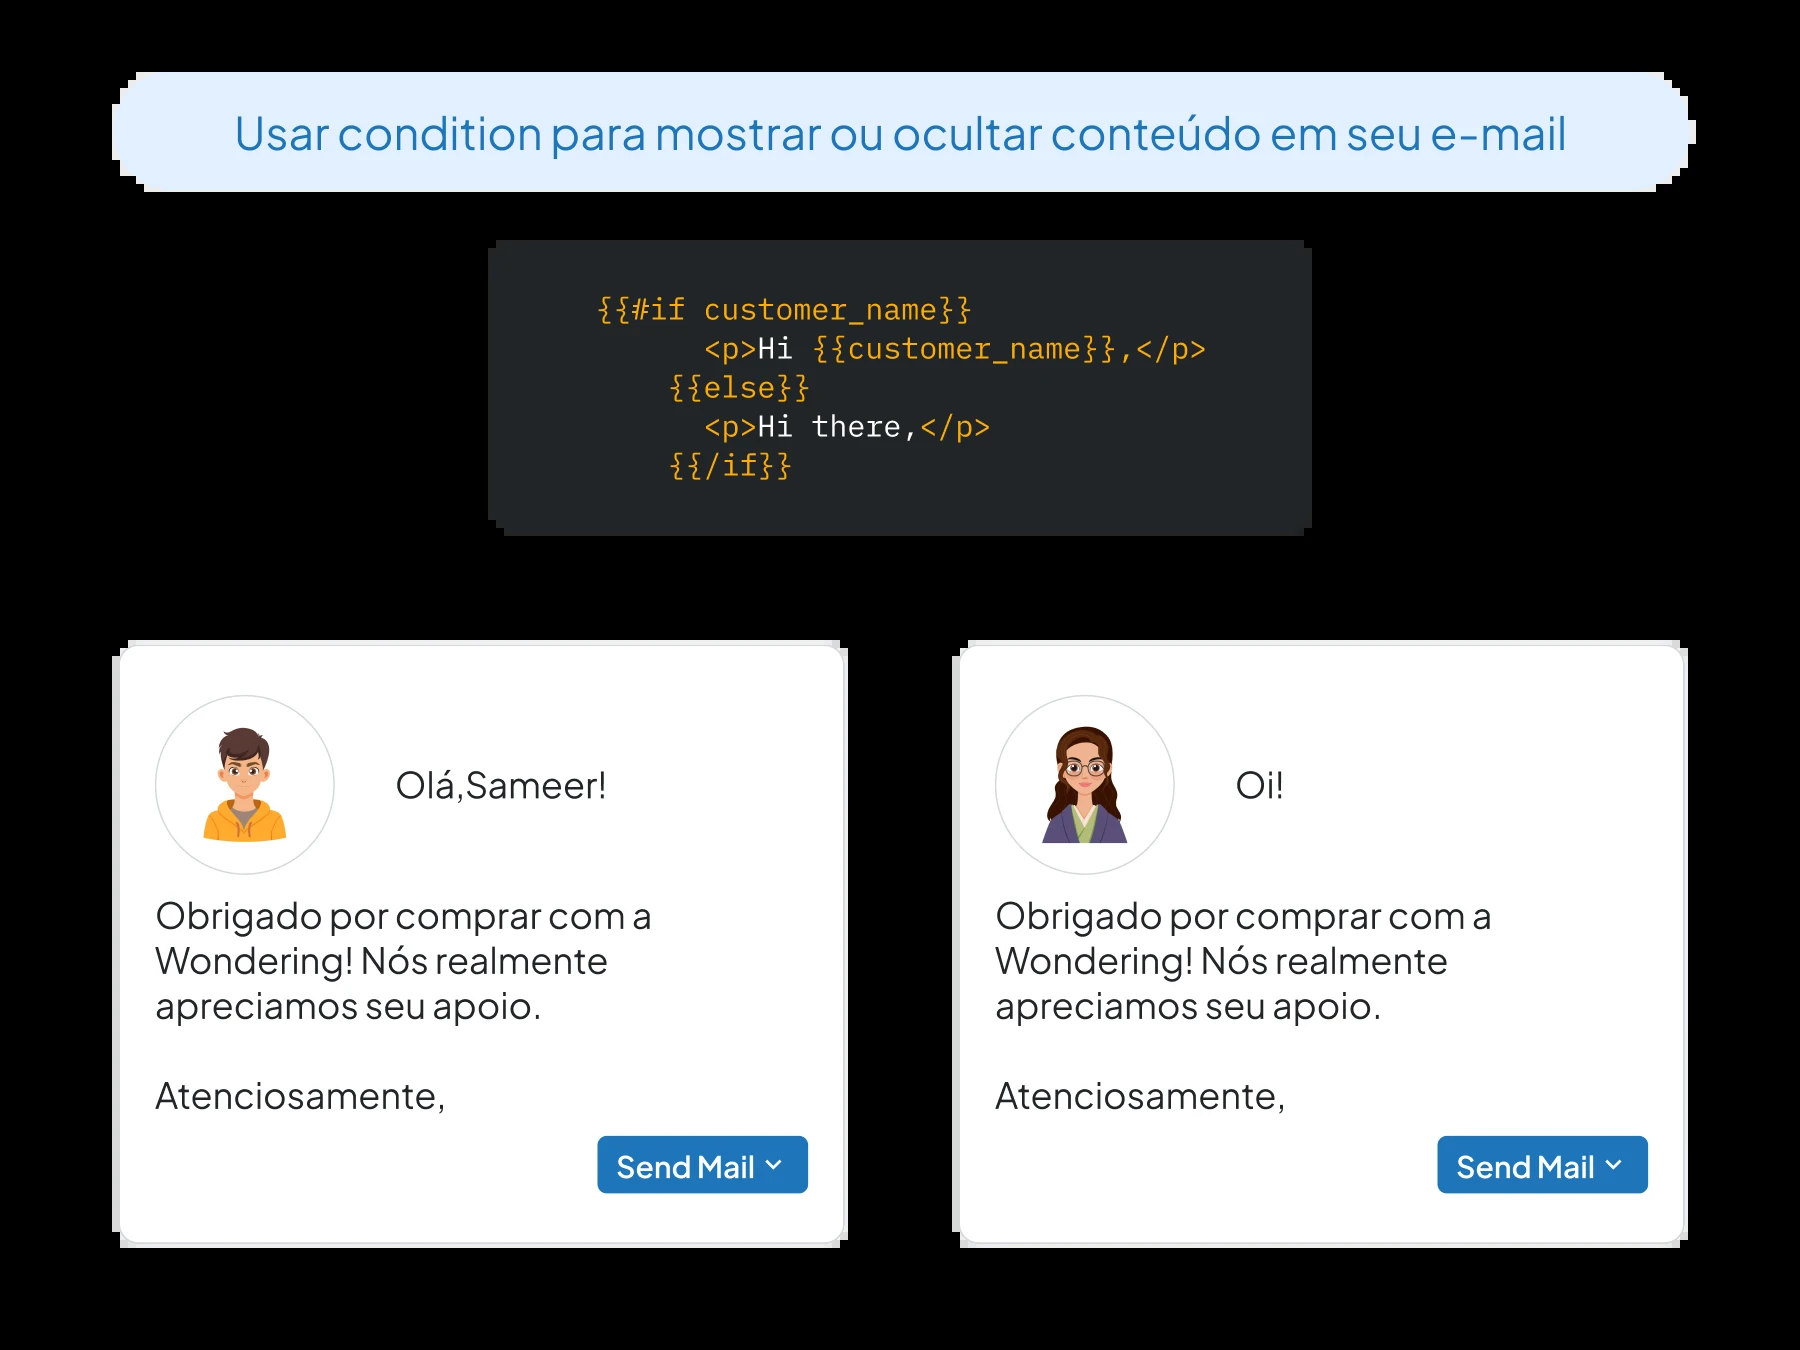 Usar condition para mostrar ou ocultar conteúdo em seu e-mail
{{#if customer_name}}
<p>Hi {{customer_name}},</p>
{{else}}
<p>Hi there,</p>
{{/if}}
Olá,Sameer!
Obrigado por comprar com a
Wondering! Nós realmente
apreciamos seu apoio.
Atenciosamente,
Send Mail
Oi!
Obrigado por comprar com a
Wondering! Nós realmente
apreciamos seu apoio.
Atenciosamente,
Send Mail